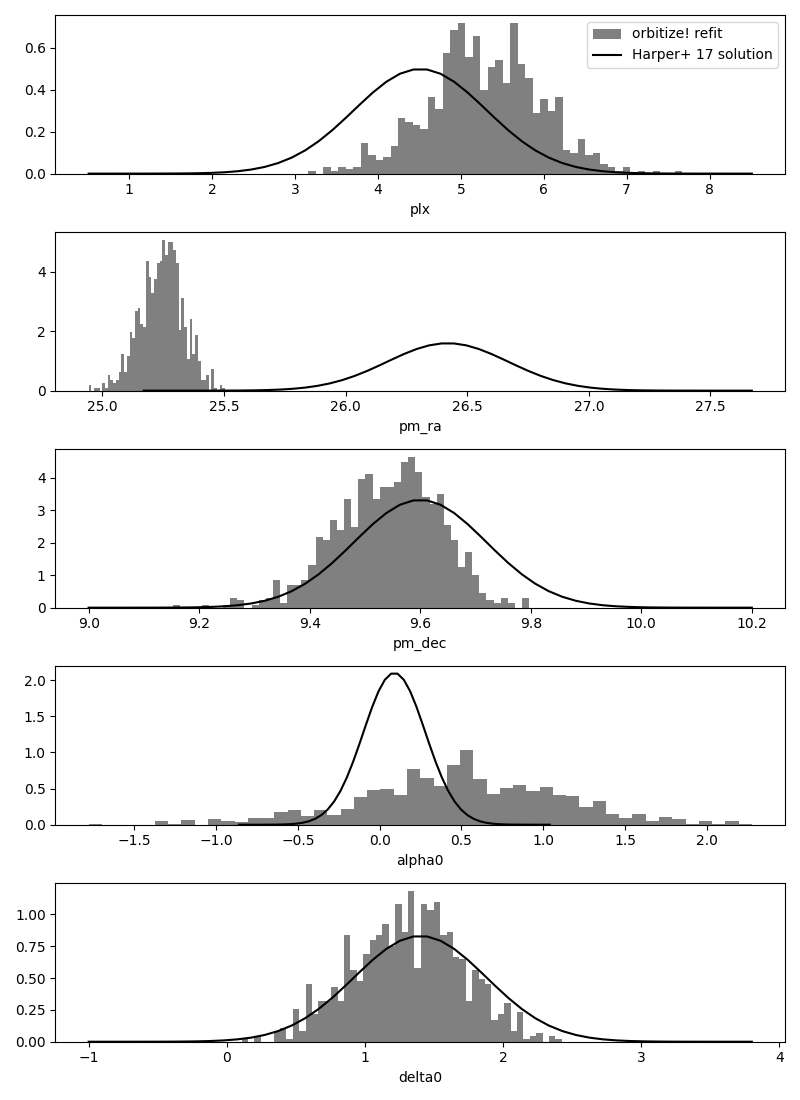 orbitize! refit
Harper+ 17 solution
0.6
0.4
0.2
0.0
1 2 3 4 5 6 7 8
plx
4
2
0
25.0 25.5 26.0 26.5 27.0 27.5
pm_ra
4
3
2
1
0
9.0 9.2 9.4 9.6 9.8 10.0 10.2
pm_dec
2.0
1.5
1.0
0.5
0.0
−1.5 −1.0 −0.5 0.0 0.5 1.0 1.5 2.0
alpha0
1.00
0.75
0.50
0.25
0.00
−1 0 1 2 3 4
delta0